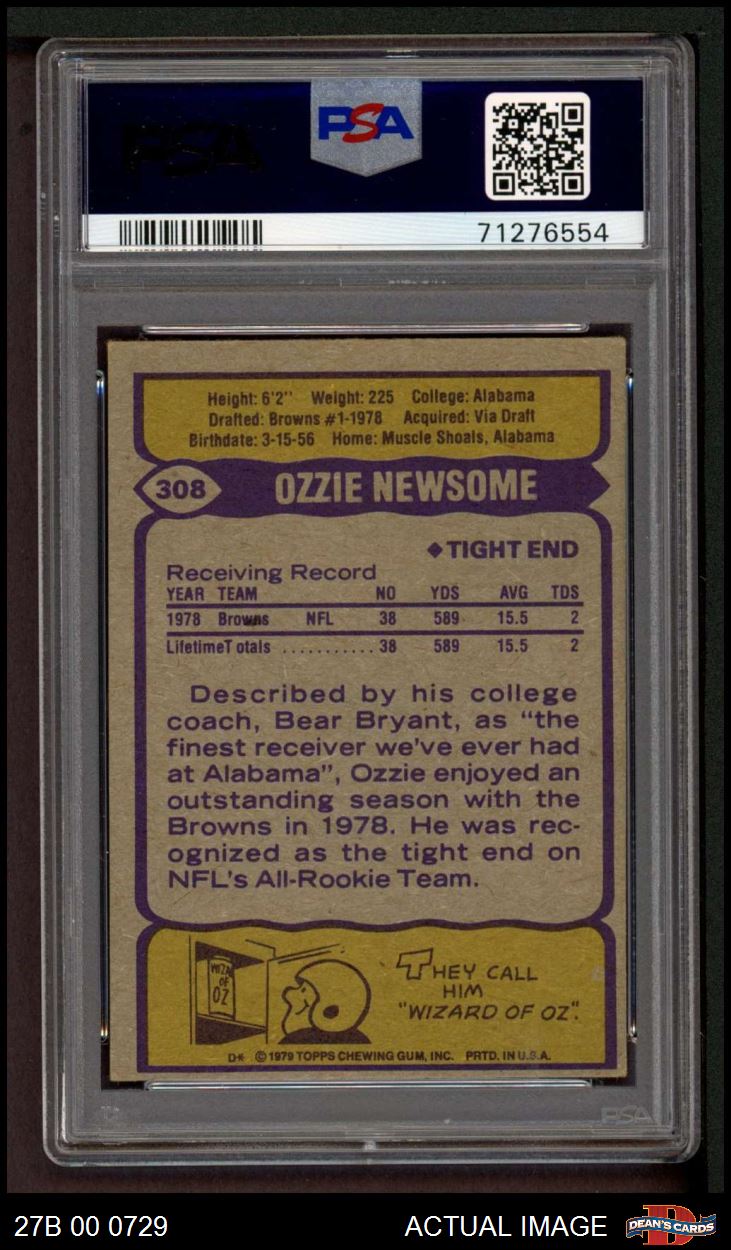 PSA
PSA
71276554
Height: 6'2" Weight: 225 College: Alabama
Drafted: Browns #1-1978 Acquired: Via Draft
Birthdate: 3-15-56 Home: Muscle Shoals, Alabama
308 OZZIE NEWSOME
◆TIGHT END
Receiving Record
YEAR TEAM NO YDS AVG TDS
1978 Browns NFL 38 589 15.5 2
LifetimeT otals ........... 38 589 15.5 2
Described by his college
coach, Bear Bryant, as "the
finest receiver we've ever had
at Alabama", Ozzie enjoyed an
outstanding season with the
Browns in 1978. He was rec-
ognized as the tight end on
NFL's All-Rookie Team.
WIZA
OF
OZ
THEY CALL
HIM
"WIZARD OF OZ".
D* © 1979 TOPPS CHEWING GUM, INC. PRTD. IN U.S.A.
PSA
27B 00 0729 ACTUAL IMAGE DEAN'S CARDS